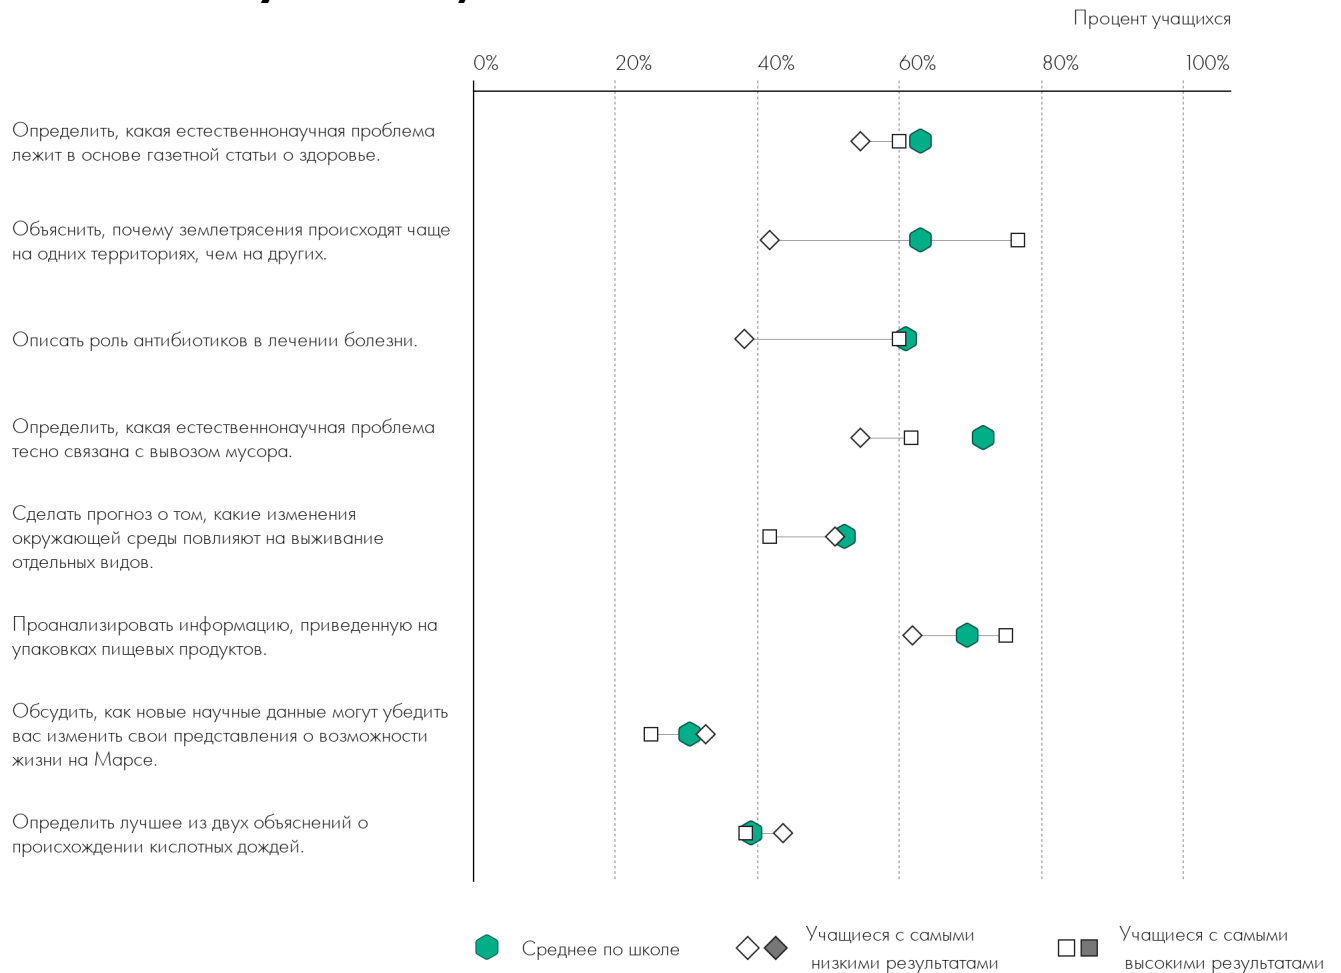 Процент учащихся
0% 20% 40% 60% 80% 100%
Определить, какая естественнонаучная проблема
лежит в основе газетной статьи о здоровье.
Объяснить, почему землетрясения происходят чаще
на одних территориях, чем на других.
Описать роль антибиотиков в лечении болезни.
Определить, какая естественнонаучная проблема
тесно связана с вывозом мусора.
Сделать прогноз о том, какие изменения
окружающей среды повлияют на выживание
отдельных видов.
Проанализировать информацию, приведенную на
упаковках пищевых продуктов.
Обсудить, как новые научные данные могут убедить
вас изменить свои представления о возможности
жизни на Марсе.
Определить лучшее из двух объяснений о
происхождении кислотных дождей.
Среднее по школе
Учащиеся с самыми
низкими результатами
Учащиеся с самыми
высокими результатами